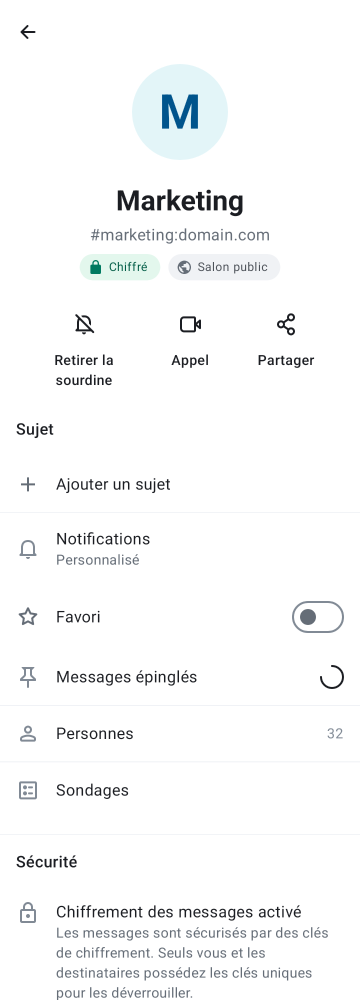 M
Marketing
#marketing:domain.com
Chiffré
Salon public
Retirer la
sourdine
Appel
Partager
Sujet
Ajouter un sujet
Notifications
Personnalisé
Favori
Messages épinglés
Personnes
32
Sondages
Sécurité
Chiffrement des messages activé
Les messages sont sécurisés par des clés
de chiffrement. Seuls vous et les
destinataires possédez les clés uniques
pour les déverrouiller.